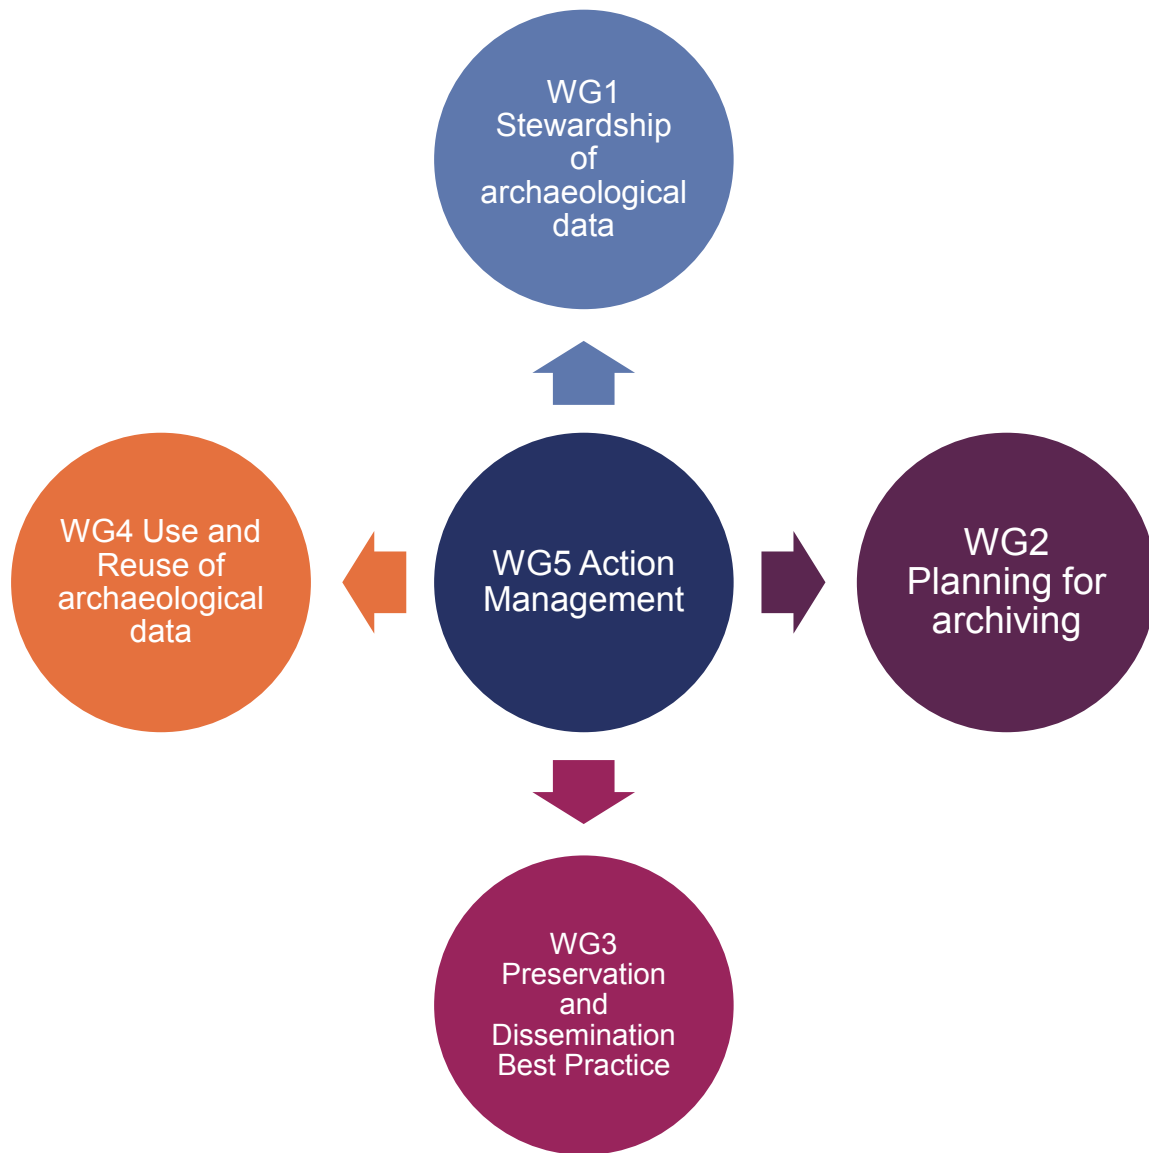 WG1
Stewardship
of
archaeological
data
WG4 Use and
Reuse of
archaeological
data
WG5 Action
Management
WG2
Planning for
archiving
WG3
Preservation
and
Dissemination
Best Practice